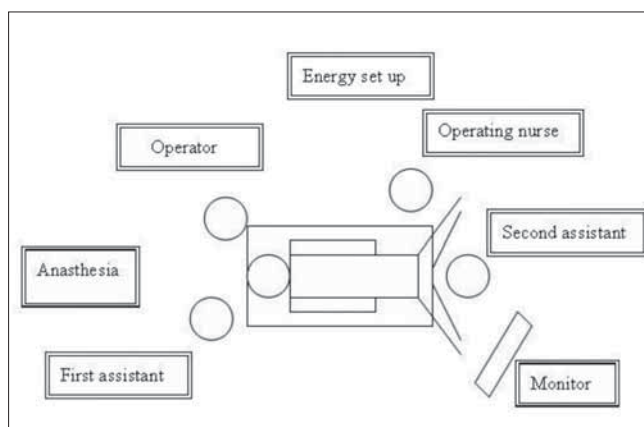 Energy set up
Operating nurse
Operator
Second assistant
Anasthesia
First assistant
Monitor